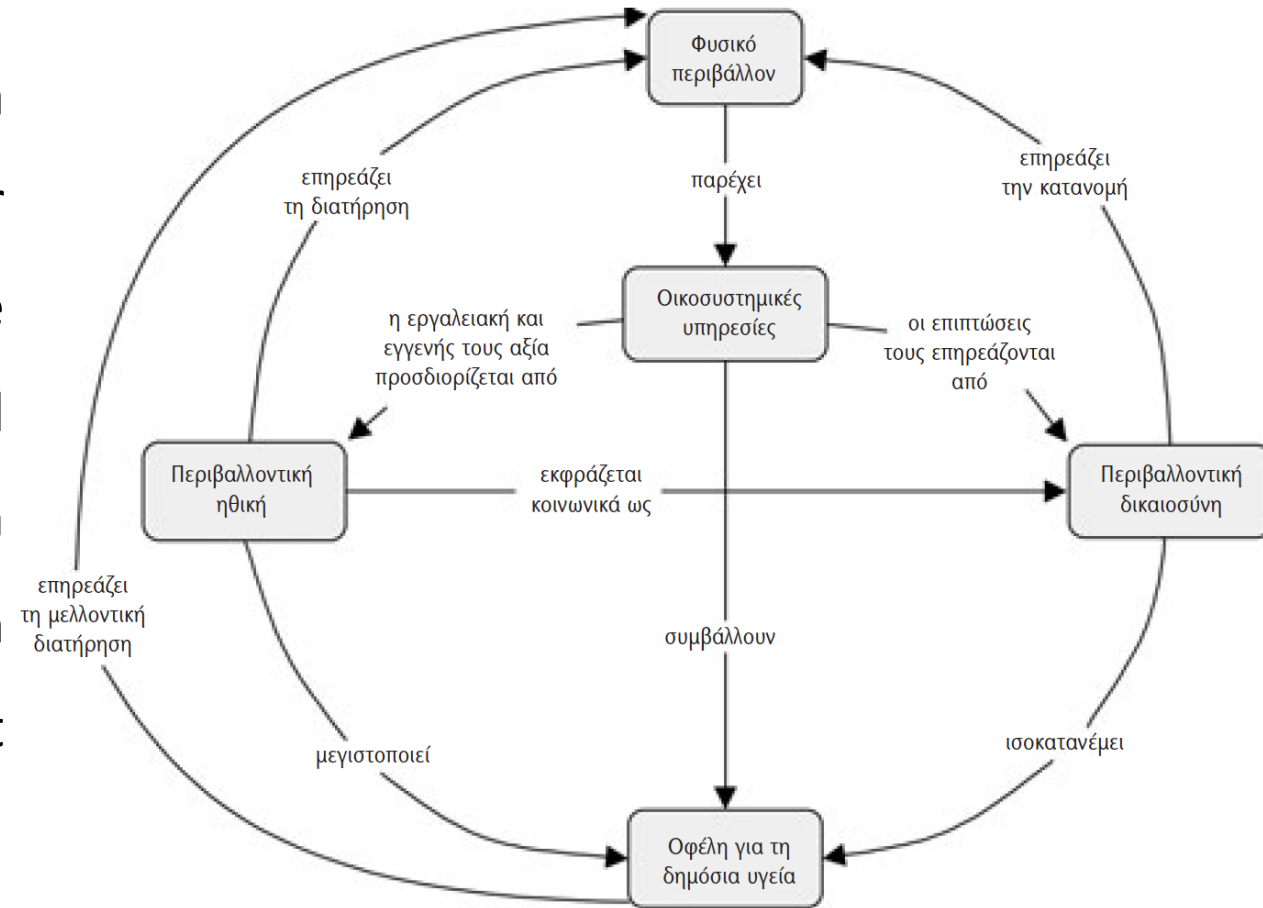 Φυσικό
περιβάλλον
επηρεάζει
τη διατήρηση
παρέχει
επηρεάζει
την κατανομή
Οικοσυστημικές
υπηρεσίες
η εργαλειακή και
εγγενής τους αξία
προσδιορίζεται από
οι επιπτώσεις
τους επηρεάζονται
από
Περιβαλλοντική
ηθική
εκφράζεται
κοινωνικά ως
Περιβαλλοντική
δικαιοσύνη
επηρεάζει
τη μελλοντική
διατήρηση
συμβάλλουν
μεγιστοποιεί
ισοκατανέμει
Οφέλη για τη
δημόσια υγεία